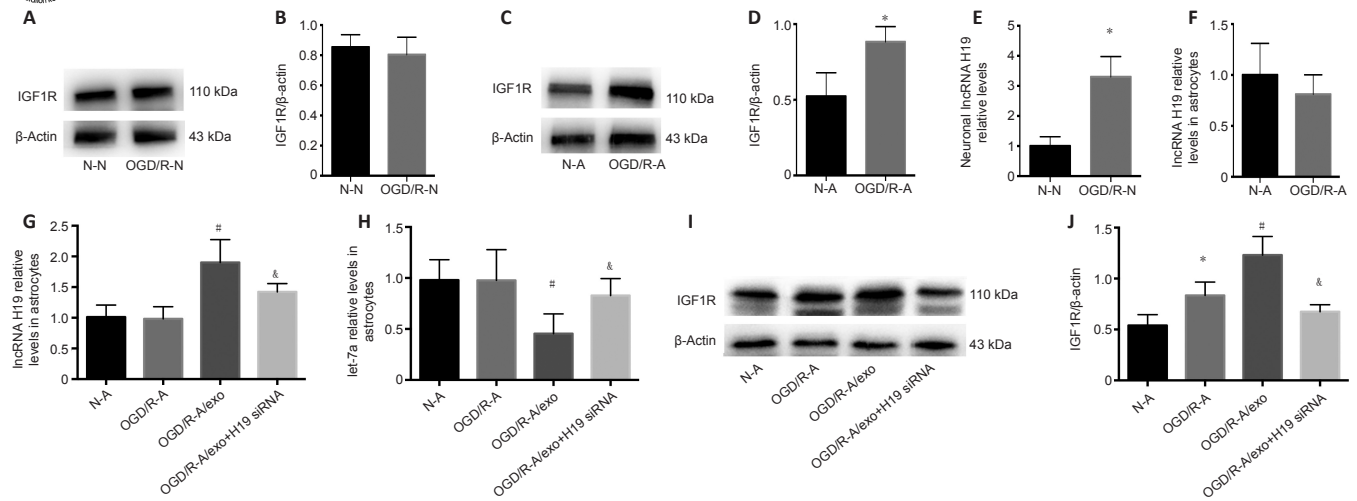 A
IGF1R
110 kDa
β-Actin
43 kDa
N-N OGD/R-N
B
IGF1R/β-actin
1.0
0.8
0.6
0.4
0.2
0
N-N OGD/R-N
C
IGF1R
110 kDa
β-Actin
43 kDa
N-A OGD/R-A
D
IGF1R/β-actin
1.0
0.5
0
*
N-A OGD/R-A
E
Neuronal lncRNA H19
relative levels
5
4
3
2
1
0
*
N-N OGD/R-N
F
lncRNA H19 relative
levels in astrocytes
1.5
1.0
0.5
0
N-A OGD/R-A
G
lncRNA H19 relative
levels in astrocytes
2.5
2.0
1.5
1.0
0.5
0
#
&
N-A
OGD/R-A
OGD/R-A/exo
OGD/R-A/exo+H19 siRNA
H
let-7a relative levels in
astrocytes
1.5
1.0
0.5
0
#
&
N-A
OGD/R-A
OGD/R-A/exo
OGD/R-A/exo+H19 siRNA
I
IGF1R
110 kDa
β-Actin
43 kDa
N-A
OGD/R-A
OGD/R-A/exo
OGD/R-A/exo+H19 siRNA
J
IGF1R/β-actin
1.5
1.0
0.5
0
*
#
&
N-A
OGD/R-A
OGD/R-A/exo
OGD/R-A/exo+H19 siRNA